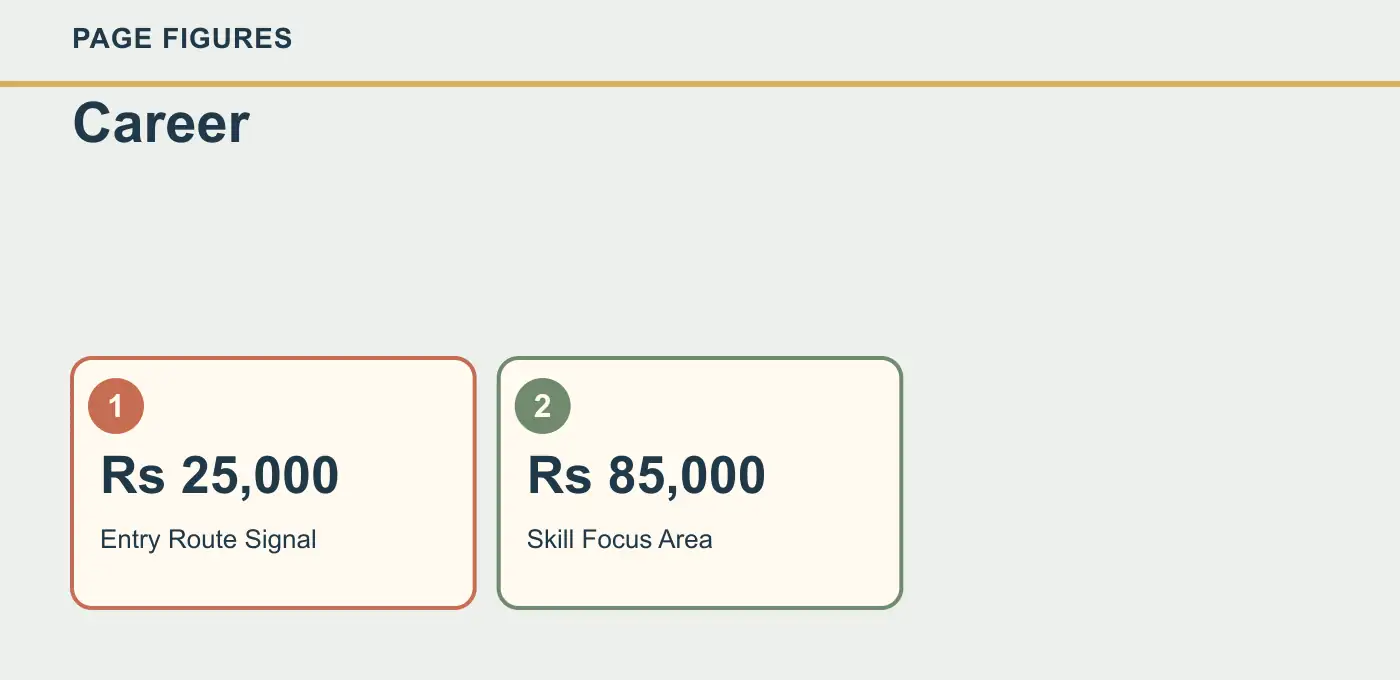 PAGE FIGURES
Career
1
Rs 25,000
Entry Route Signal
2
Rs 85,000
Skill Focus Area